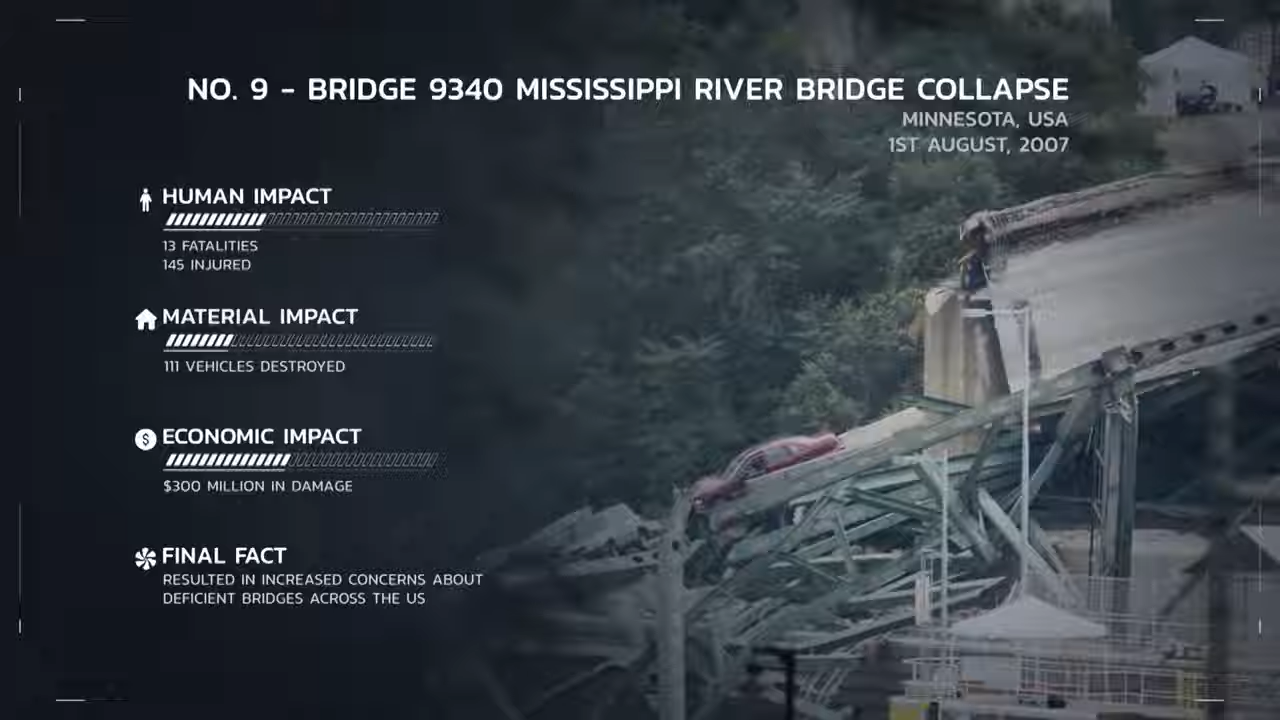 NO. 9 - BRIDGE 9340 MISSISSIPPI RIVER BRIDGE COLLAPSE
MINNESOTA, USA
1ST AUGUST, 2007
HUMAN IMPACT
13 FATALITIES
145 INJURED
MATERIAL IMPACT
111 VEHICLES DESTROYED
$ ECONOMIC IMPACT
$300 MILLION IN DAMAGE
FINAL FACT
RESULTED IN INCREASED CONCERNS ABOUT
DEFICIENT BRIDGES ACROSS THE US